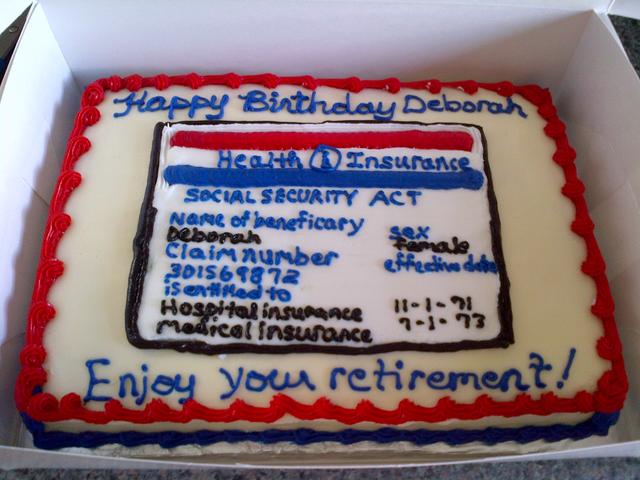 Happy Birthday Deborah
Health i Insurance
SOCIAL SECURITY ACT
Name of beneficary
Deborah
sex
female
Claim number
301569872
effective date
is entitled to
Hospital insurance 11-1-71
medical insurance 7-1-73
Enjoy your retirement!